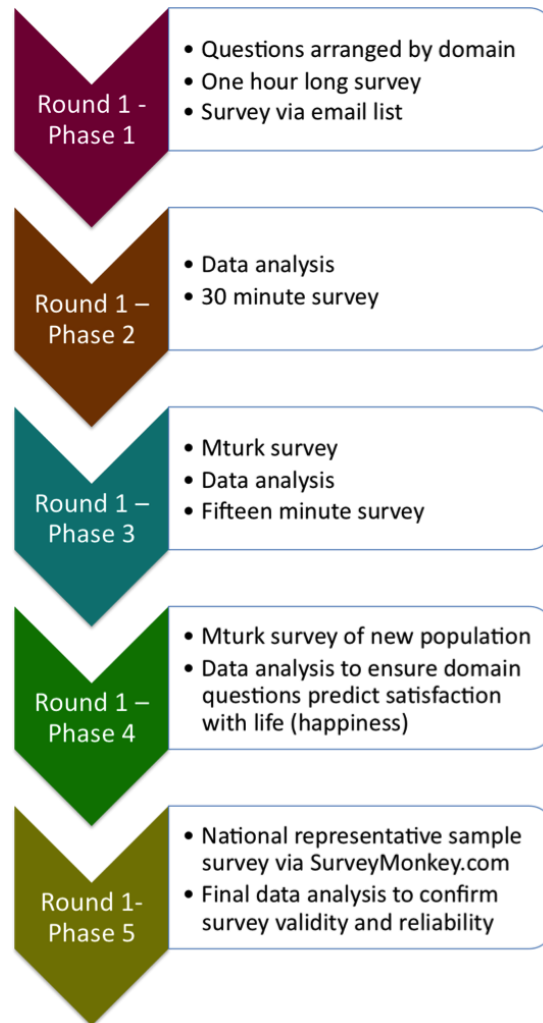 Round 1 -
Phase 1
• Questions arranged by domain
• One hour long survey
• Survey via email list
Round 1 –
Phase 2
• Data analysis
• 30 minute survey
Round 1 –
Phase 3
• Mturk survey
• Data analysis
• Fifteen minute survey
Round 1 –
Phase 4
• Mturk survey of new population
• Data analysis to ensure domain
questions predict satisfaction
with life (happiness)
Round 1-
Phase 5
• National representative sample
survey via SurveyMonkey.com
• Final data analysis to confirm
survey validity and reliability